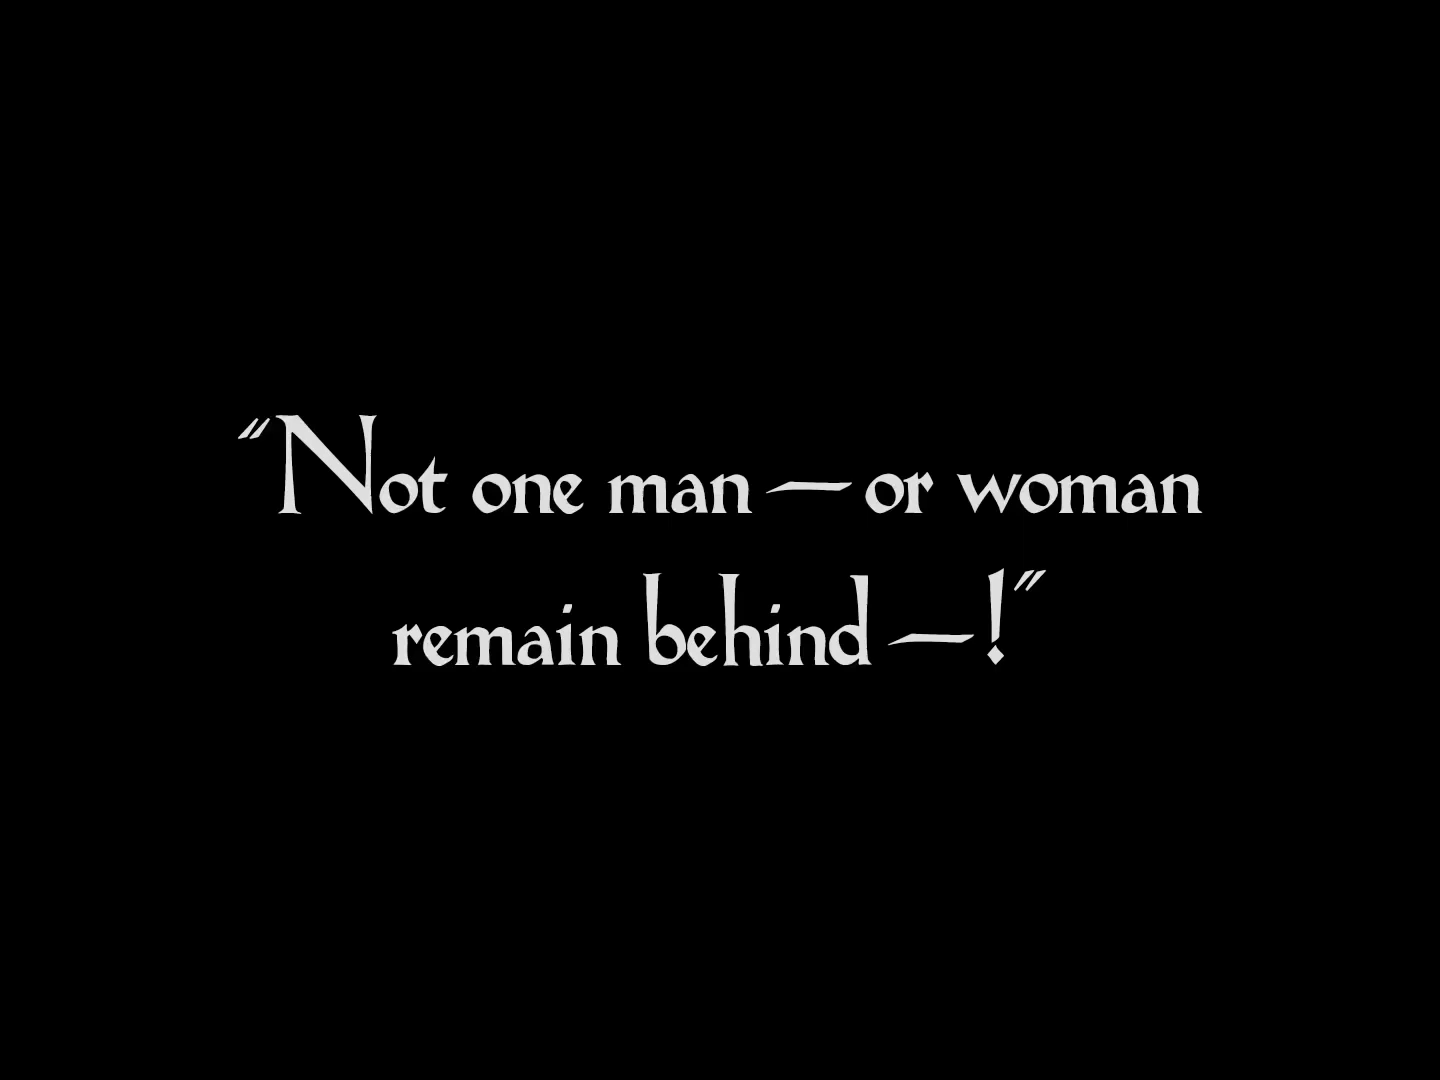 "Not one man — or woman
remain behind — !"